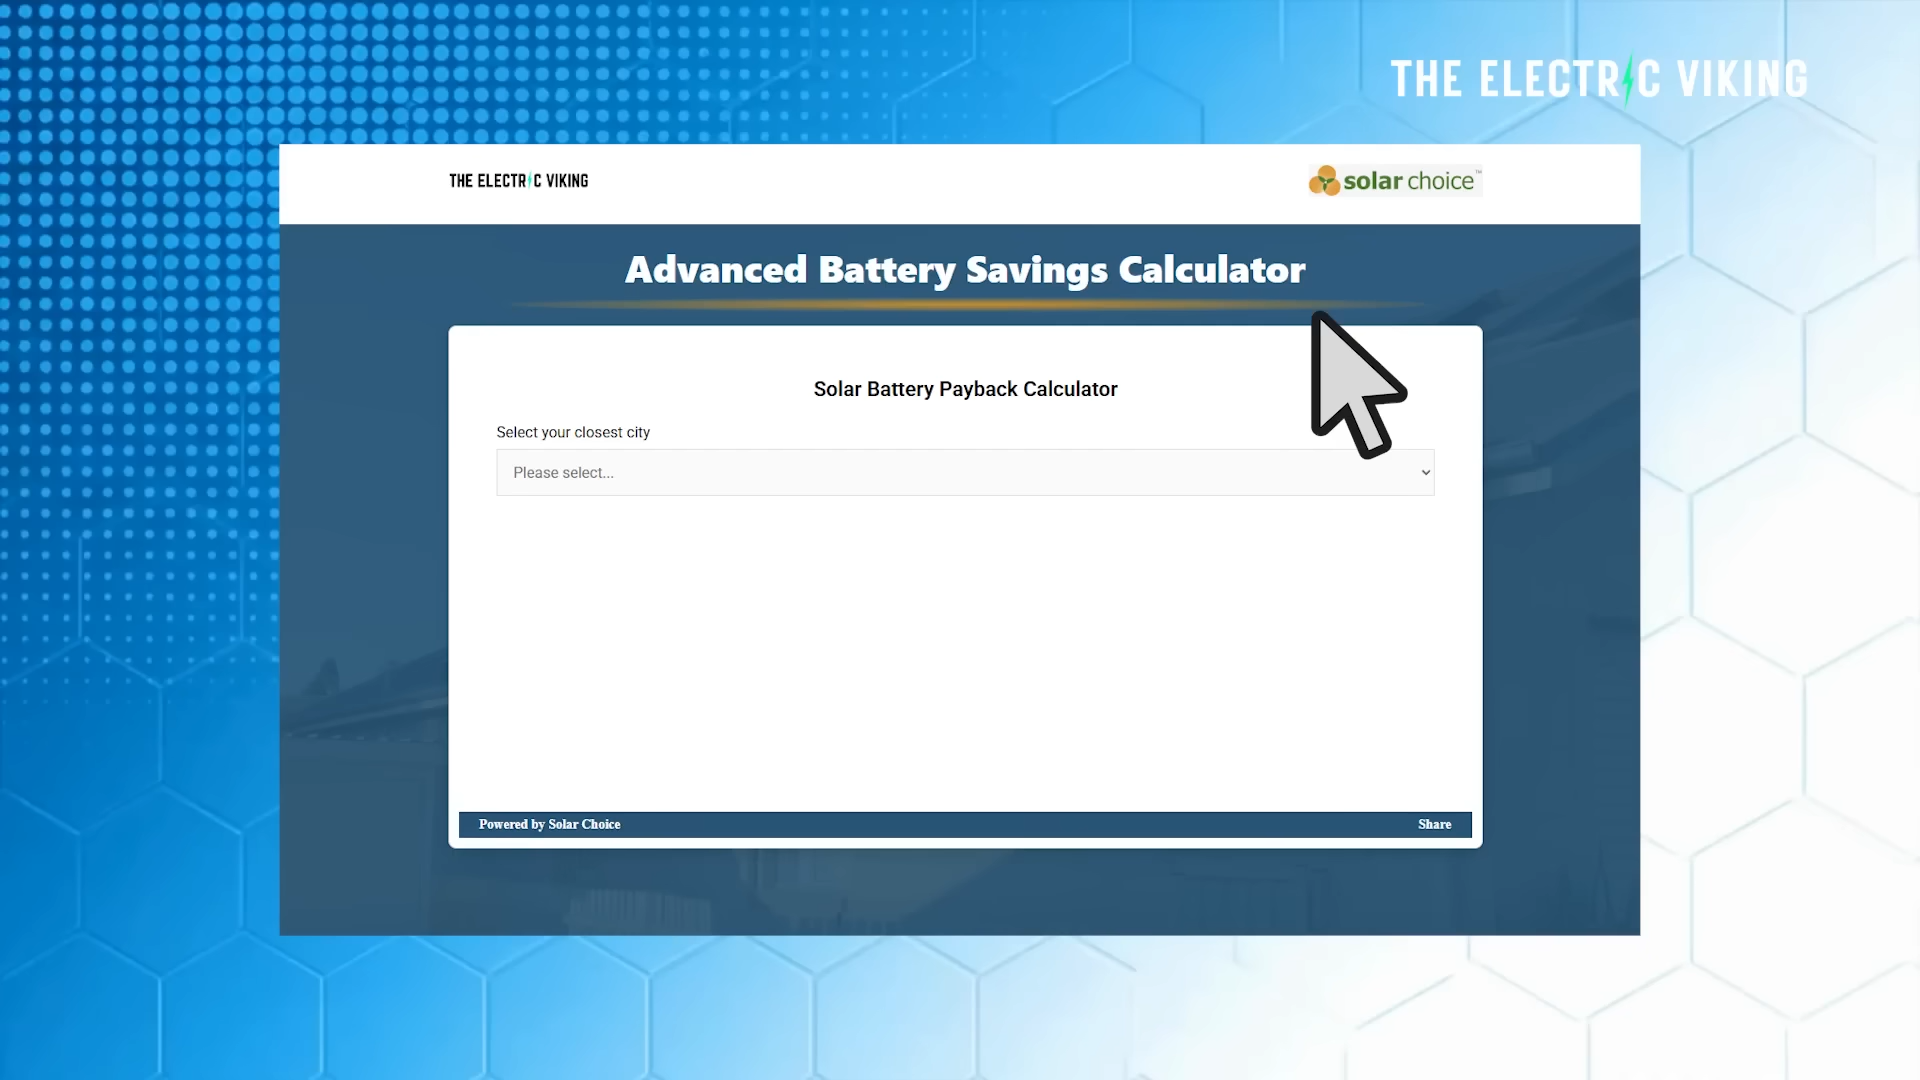 THE ELECTRIC VIKING
THE ELECTRIC VIKING
solar choice™
Advanced Battery Savings Calculator
Solar Battery Payback Calculator
Select your closest city
Please select...
Powered by Solar Choice
Share